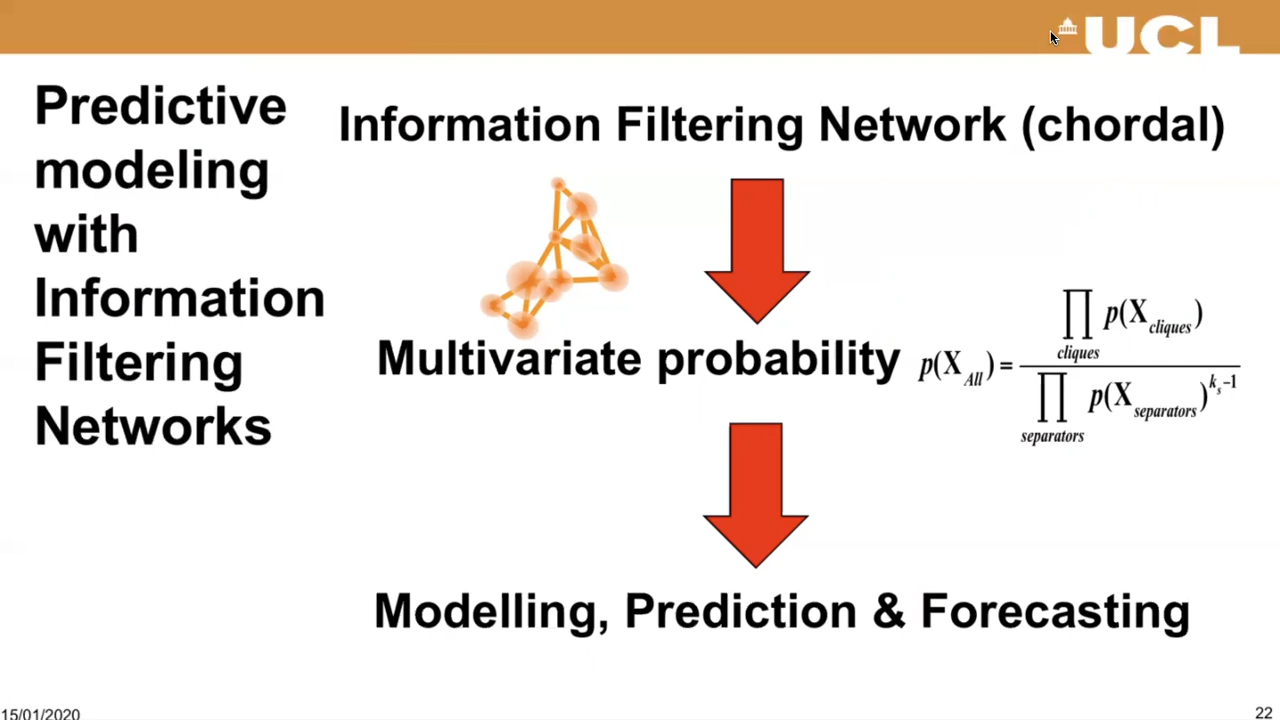 UCL
Predictive
modeling
with
Information
Filtering
Networks
Information Filtering Network (chordal)
Multivariate probability
p(X_All) = ∏_cliques p(X_cliques) / ∏_separators p(X_separators)^{k_s−1}
Modelling, Prediction & Forecasting
15/01/2020
22